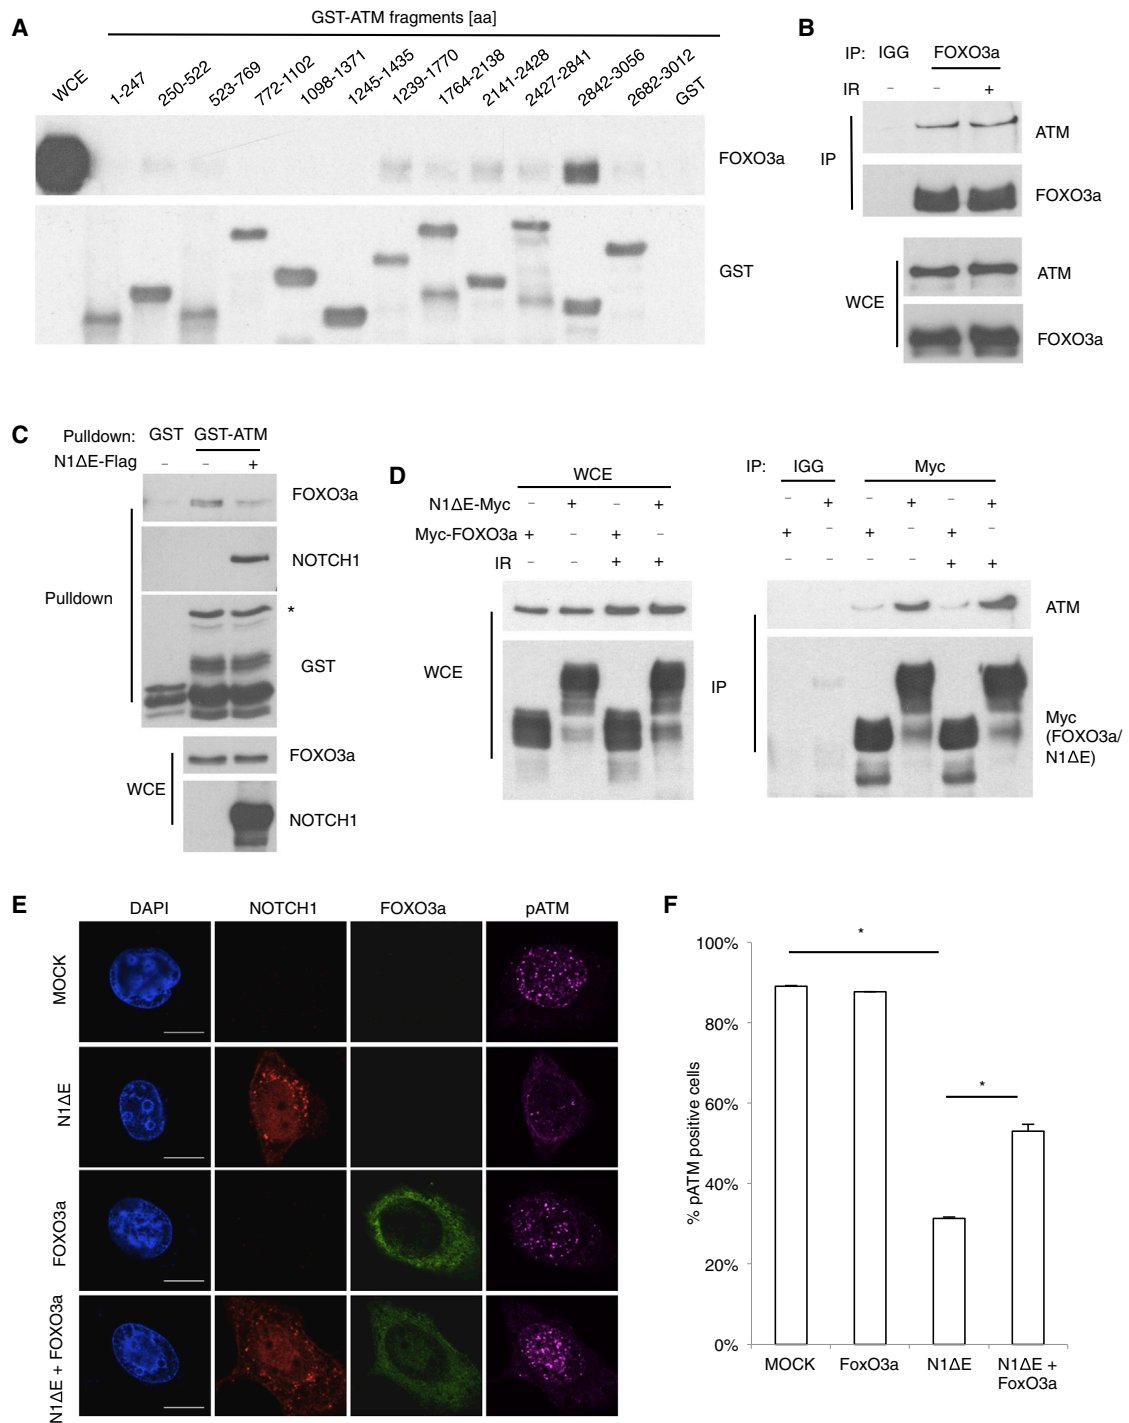 A
GST-ATM fragments [aa]
WCE
1-247
250-522
523-769
772-1102
1098-1371
1245-1435
1239-1770
1764-2138
2141-2428
2427-2841
2842-3056
2682-3012
GST
FOXO3a
GST
B
IP: IGG FOXO3a
IR – – +
IP
ATM
FOXO3a
WCE
ATM
FOXO3a
C
Pulldown: GST GST-ATM
N1ΔE-Flag – – +
Pulldown
FOXO3a
NOTCH1
*
GST
WCE
FOXO3a
NOTCH1
D
WCE
N1ΔE-Myc – + – +
Myc-FOXO3a + – + –
IR – – + +
WCE
IP: IGG Myc
– + – + – +
+ – + – + –
– – – – + +
IP
ATM
Myc
(FOXO3a/
N1ΔE)
E
DAPI NOTCH1 FOXO3a pATM
MOCK
N1ΔE
FOXO3a
N1ΔE + FOXO3a
F
% pATM positive cells
100%
80%
60%
40%
20%
0%
*
*
MOCK FoxO3a N1ΔE N1ΔE +
FoxO3a